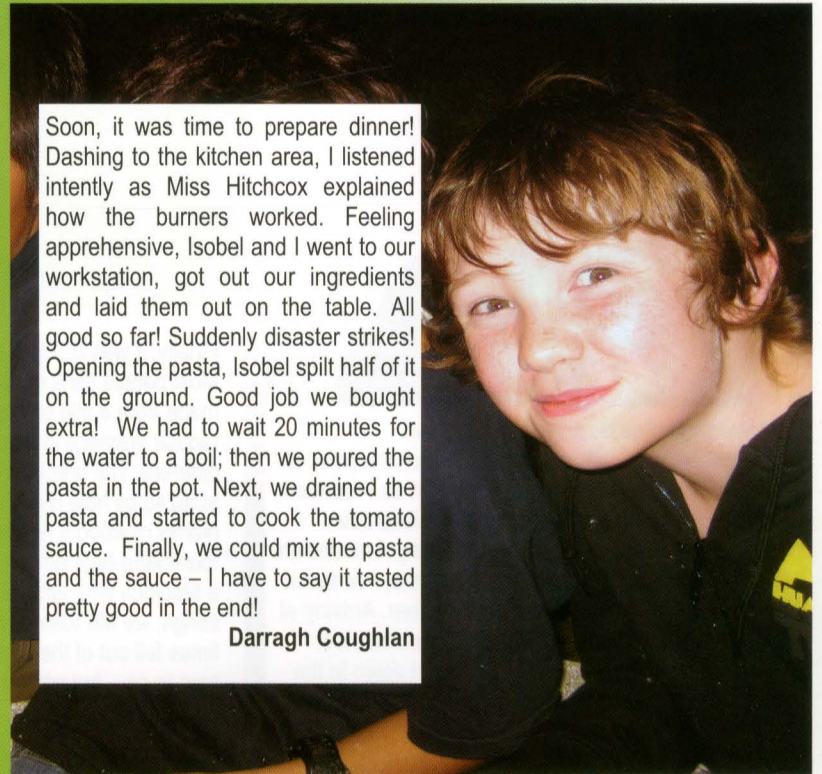 Soon, it was time to prepare dinner!
Dashing to the kitchen area, I listened
intently as Miss Hitchcox explained
how the burners worked. Feeling
apprehensive, Isobel and I went to our
workstation, got out our ingredients
and laid them out on the table. All
good so far! Suddenly disaster strikes!
Opening the pasta, Isobel spilt half of it
on the ground. Good job we bought
extra! We had to wait 20 minutes for
the water to a boil; then we poured the
pasta in the pot. Next, we drained the
pasta and started to cook the tomato
sauce. Finally, we could mix the pasta
and the sauce – I have to say it tasted
pretty good in the end!
Darragh Coughlan